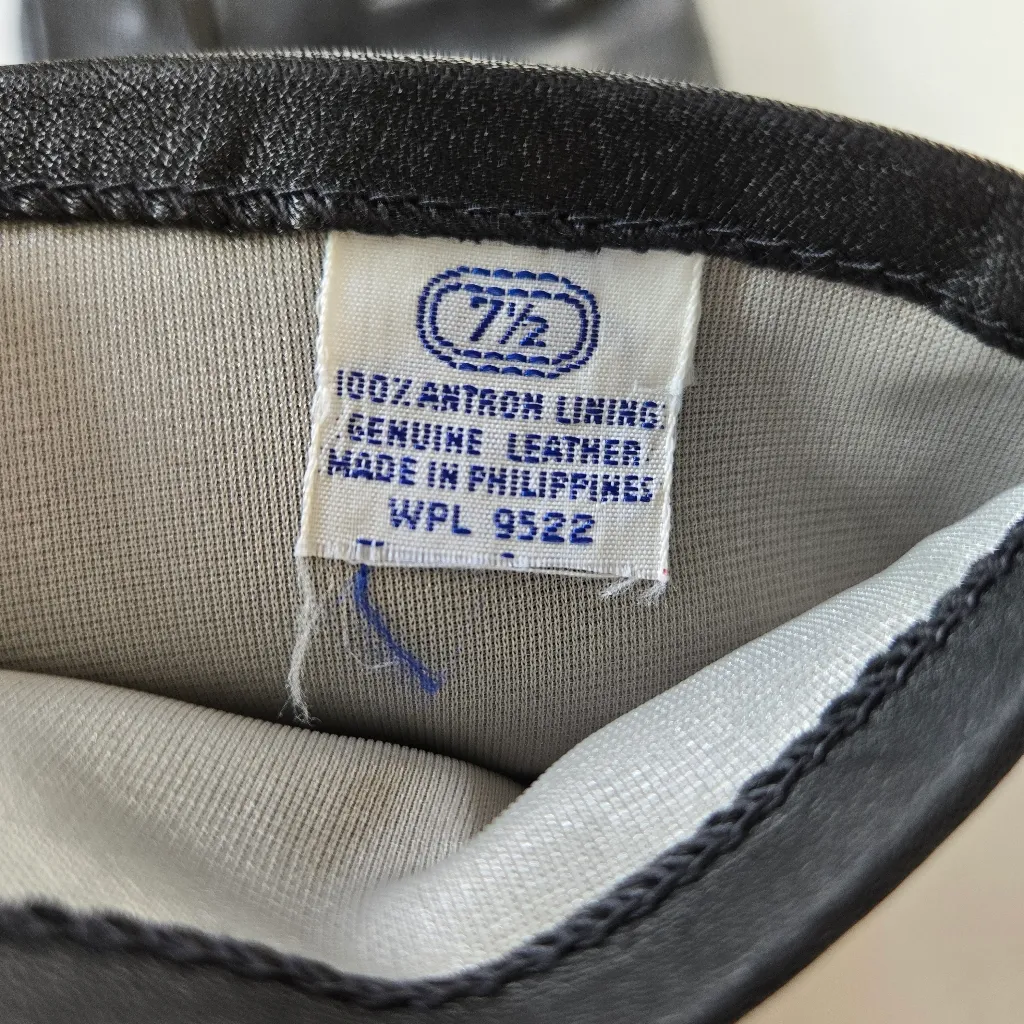 7½
100% ANTRON LINING
GENUINE LEATHER
MADE IN PHILIPPINES
WPL 9522